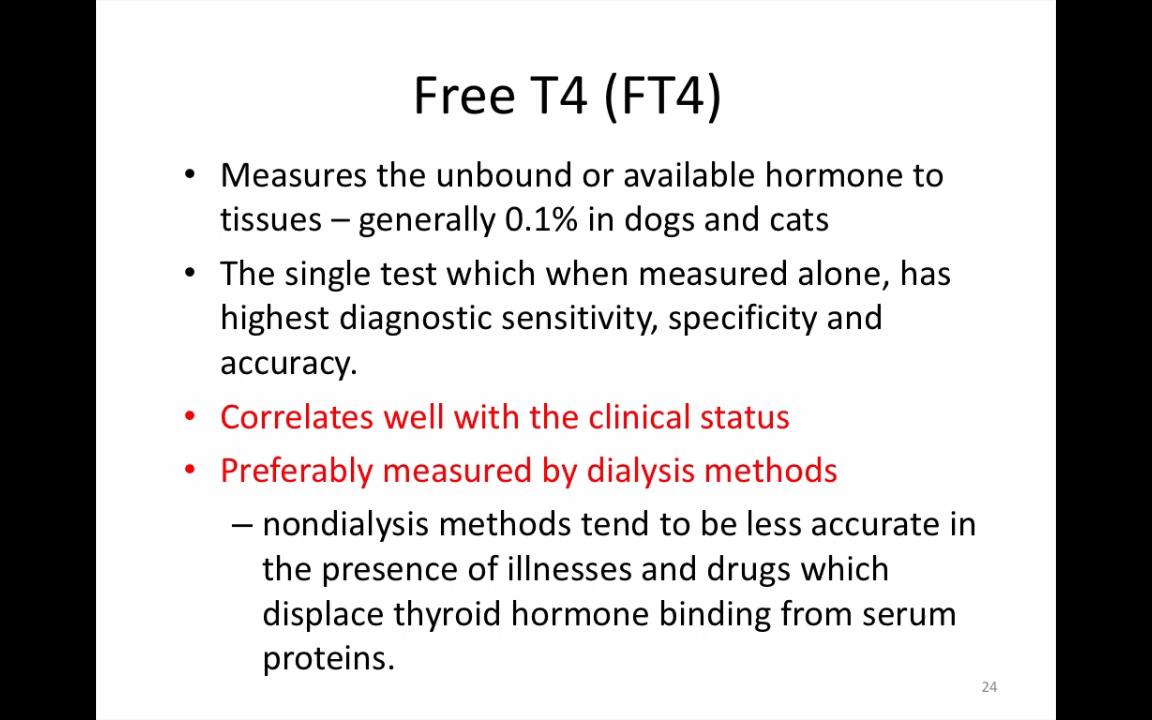 Free T4 (FT4)
• Measures the unbound or available hormone to
tissues – generally 0.1% in dogs and cats
• The single test which when measured alone, has
highest diagnostic sensitivity, specificity and
accuracy.
• Correlates well with the clinical status
• Preferably measured by dialysis methods
– nondialysis methods tend to be less accurate in
the presence of illnesses and drugs which
displace thyroid hormone binding from serum
proteins.
24